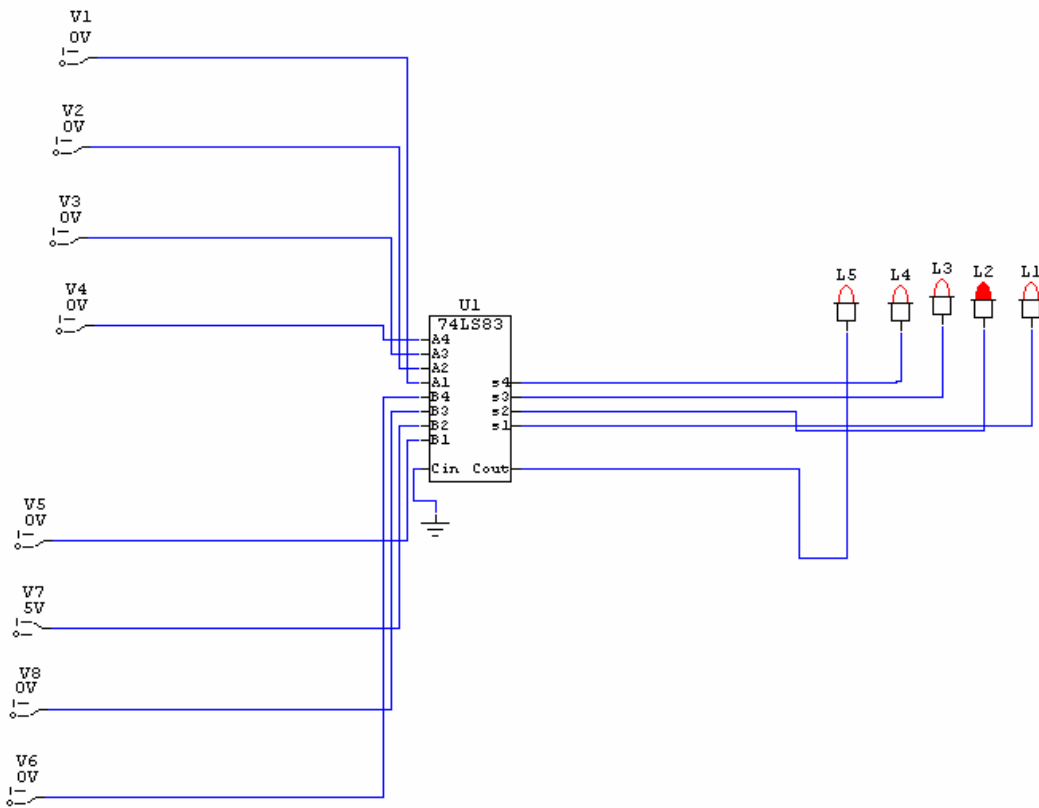 V1
0V
V2
0V
V3
0V
V4
0V
L5 L4 L3 L2 L1
U1
74LS83
A4
A3
A2
A1 s4
B4 s3
B3 s2
B2 s1
B1
Cin Cout
V5
0V
V7
5V
V8
0V
V6
0V